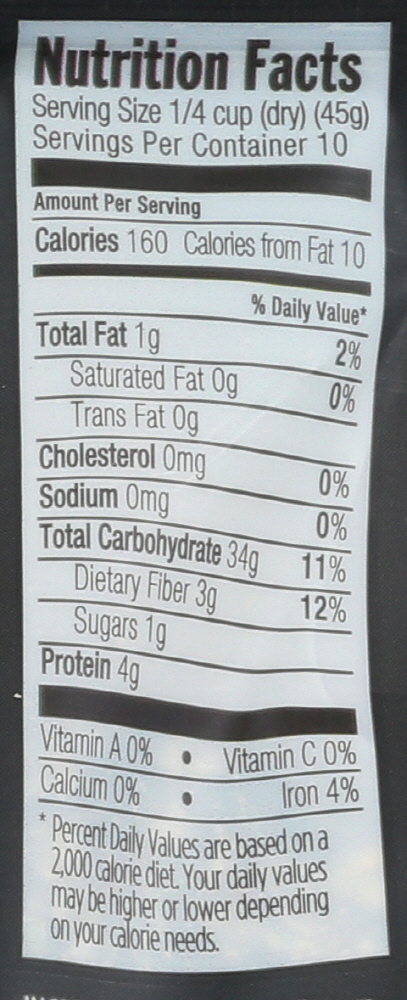 Nutrition Facts
Serving Size 1/4 cup (dry) (45g)
Servings Per Container 10
Amount Per Serving
Calories 160 Calories from Fat 10
% Daily Value*
Total Fat 1g 2%
Saturated Fat 0g 0%
Trans Fat 0g
Cholesterol 0mg 0%
Sodium 0mg 0%
Total Carbohydrate 34g 11%
Dietary Fiber 3g 12%
Sugars 1g
Protein 4g
Vitamin A 0% • Vitamin C 0%
Calcium 0% • Iron 4%
* Percent Daily Values are based on a
2,000 calorie diet. Your daily values
may be higher or lower depending
on your calorie needs.